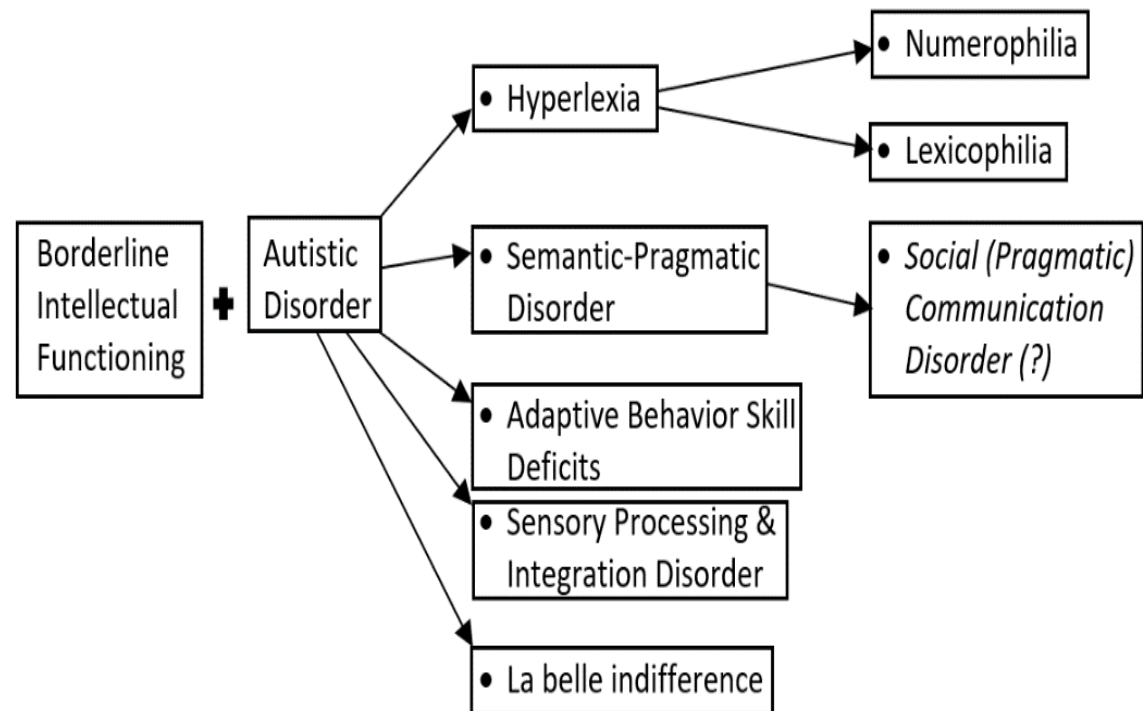 Borderline
Intellectual
Functioning
+
Autistic
Disorder
• Hyperlexia
• Numerophilia
• Lexicophilia
• Semantic-Pragmatic
Disorder
• Social (Pragmatic)
Communication
Disorder (?)
• Adaptive Behavior Skill
Deficits
• Sensory Processing &
Integration Disorder
• La belle indifference